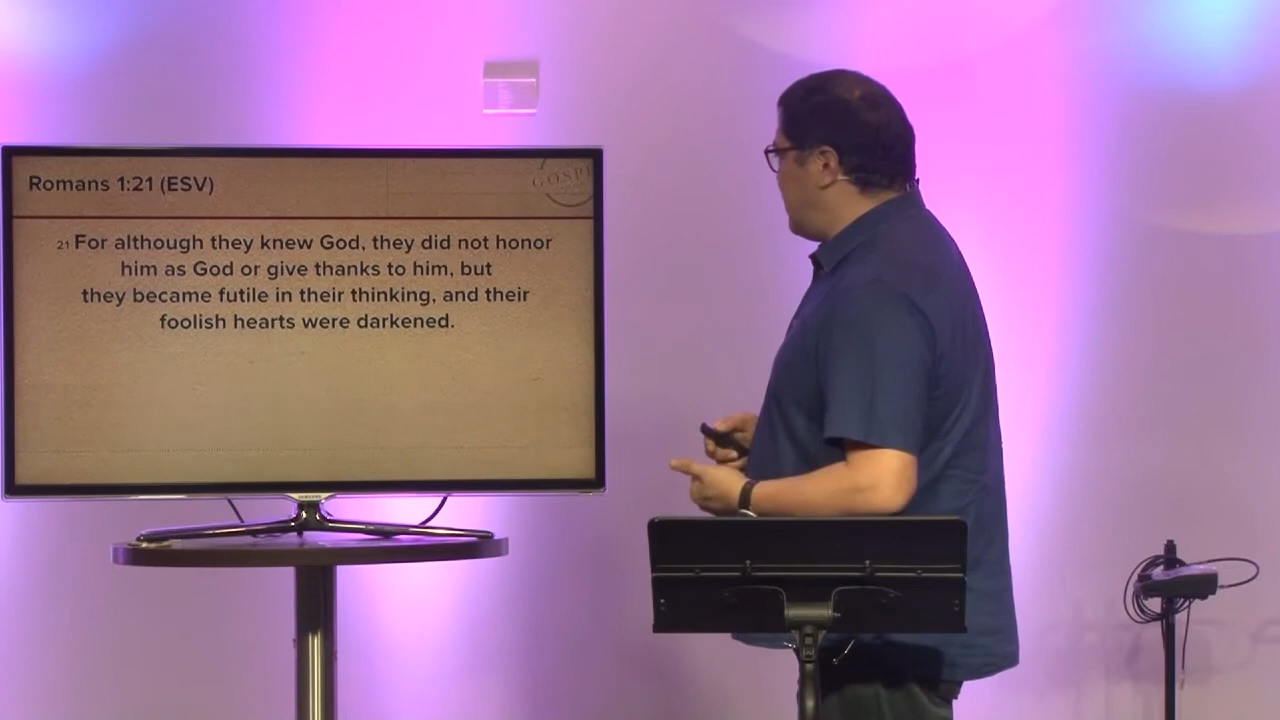 Romans 1:21 (ESV)
21 For although they knew God, they did not honor
him as God or give thanks to him, but
they became futile in their thinking, and their
foolish hearts were darkened.
SAMSUNG